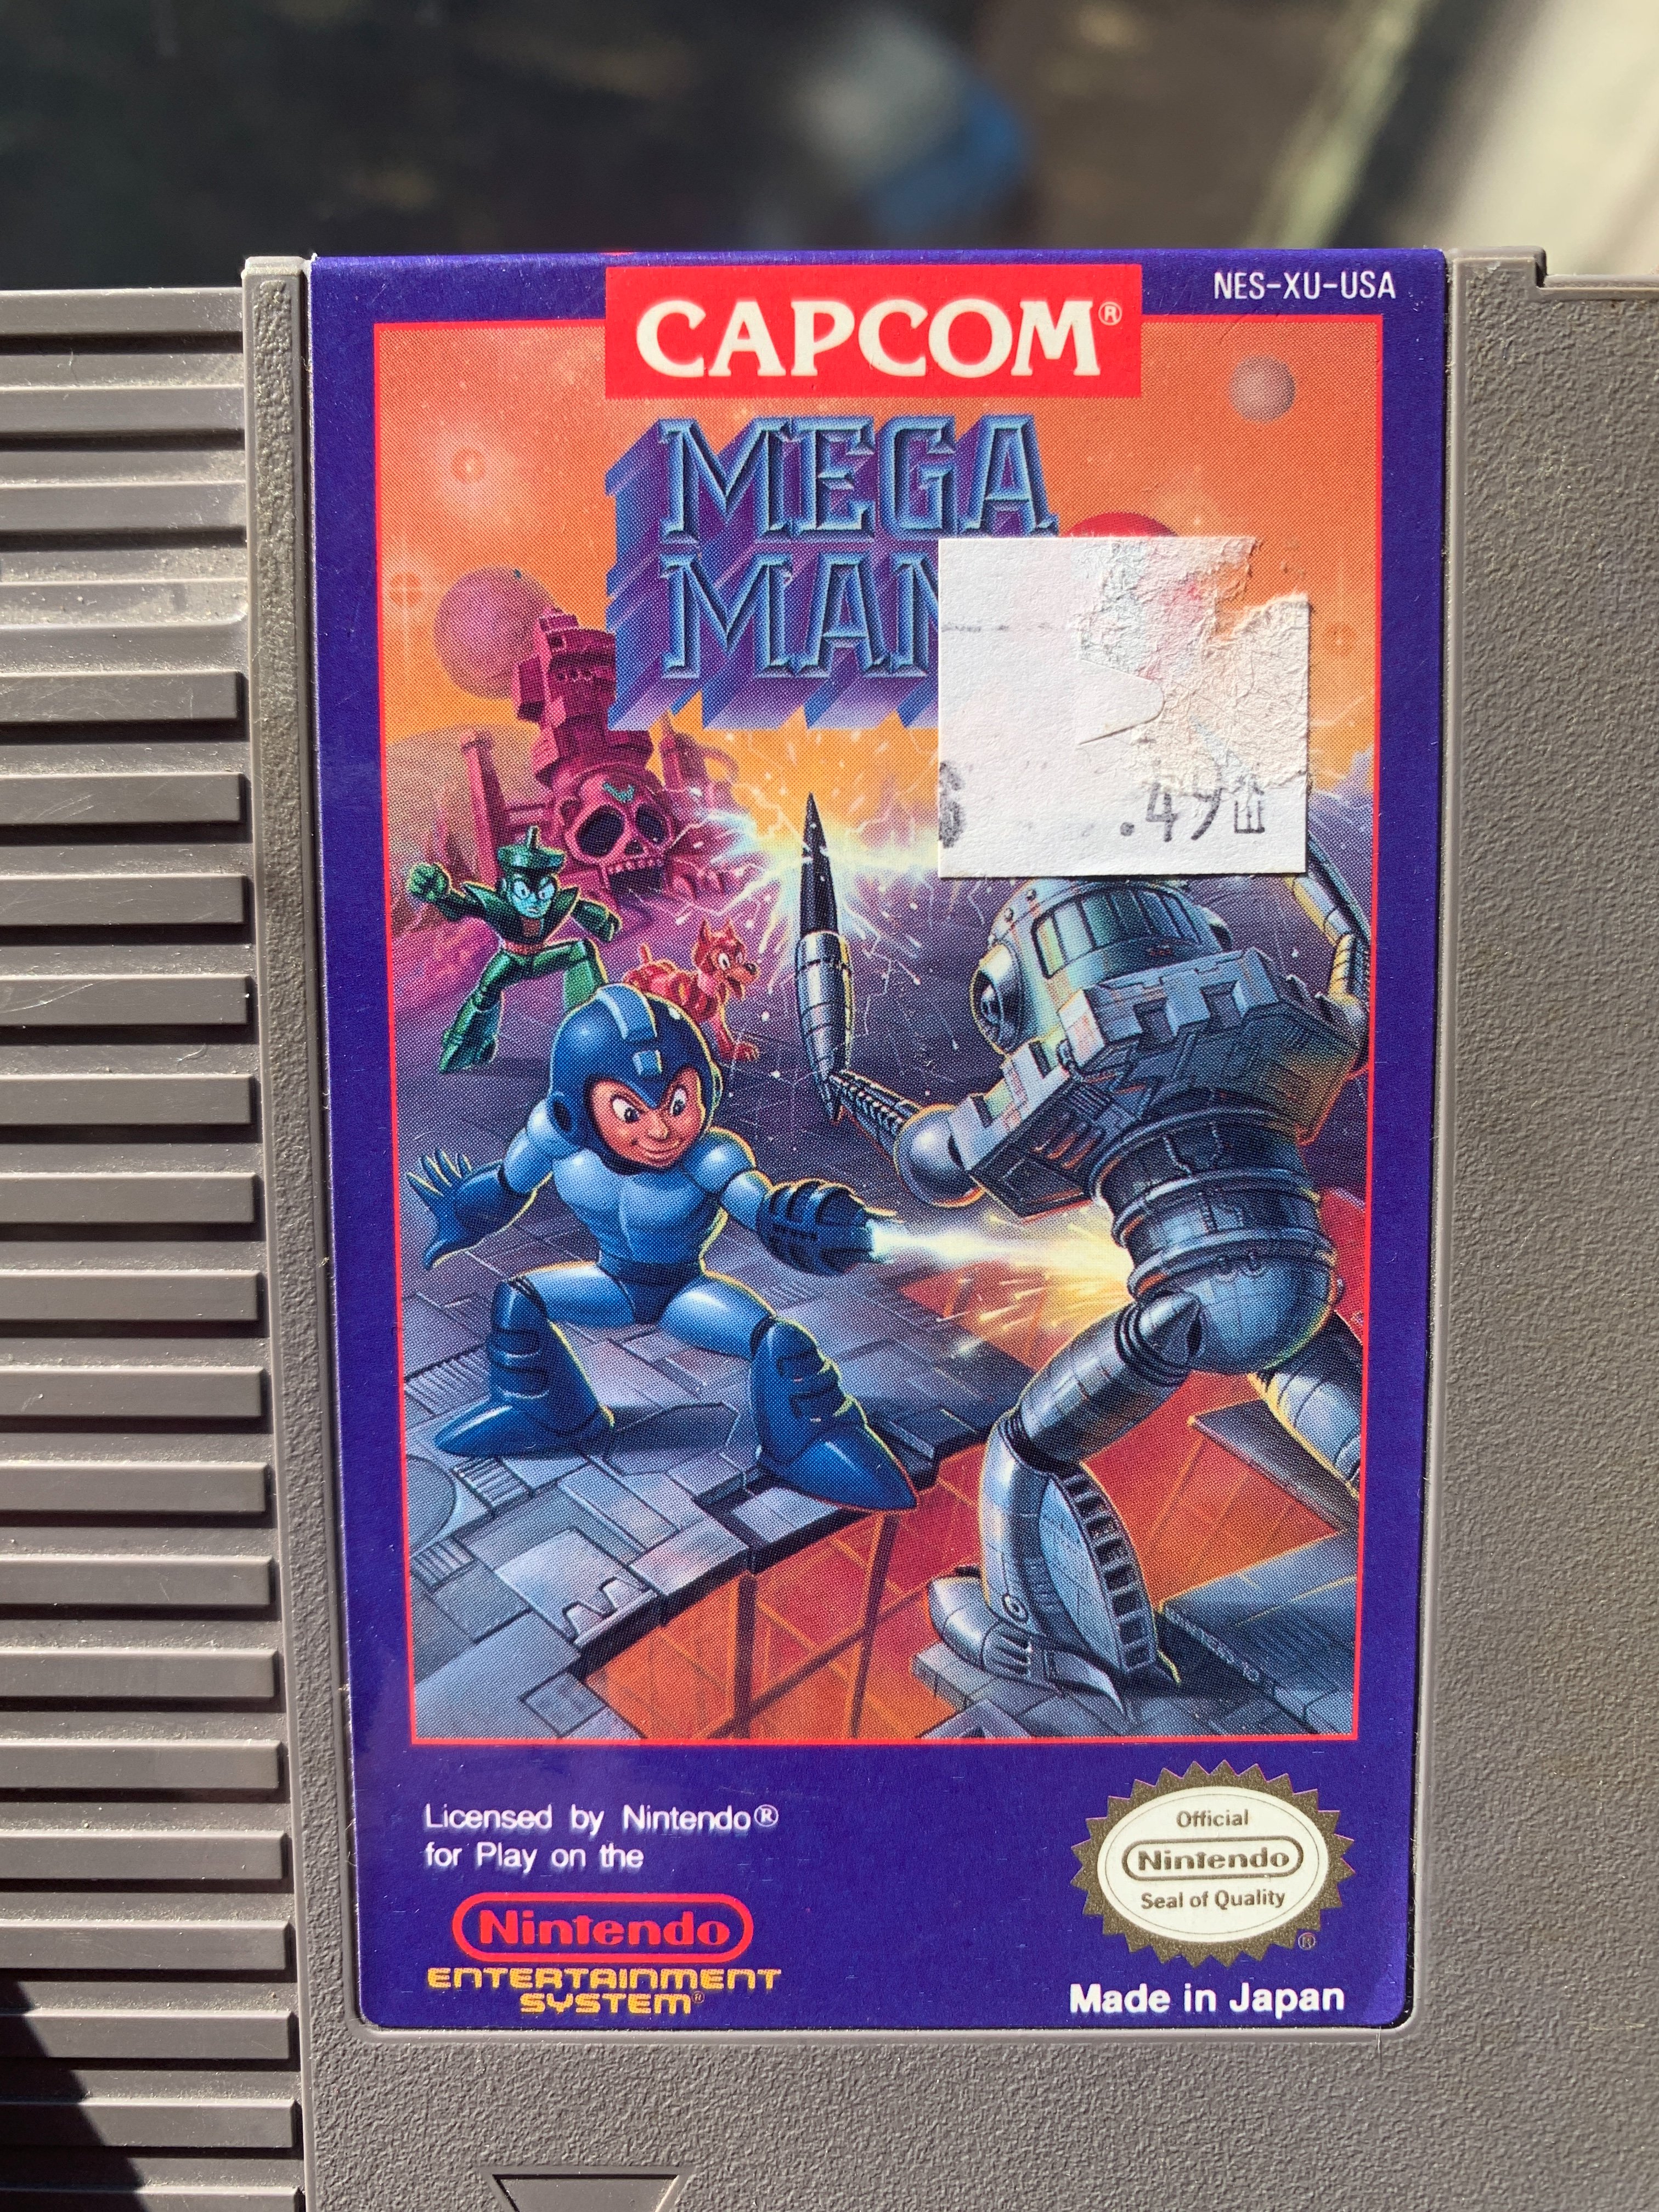 NES-XU-USA
CAPCOM®
MEGA
MAN
.49
Licensed by Nintendo®
for Play on the
Nintendo
ENTERTAINMENT
SYSTEM®
Official
Nintendo
Seal of Quality
®
Made in Japan